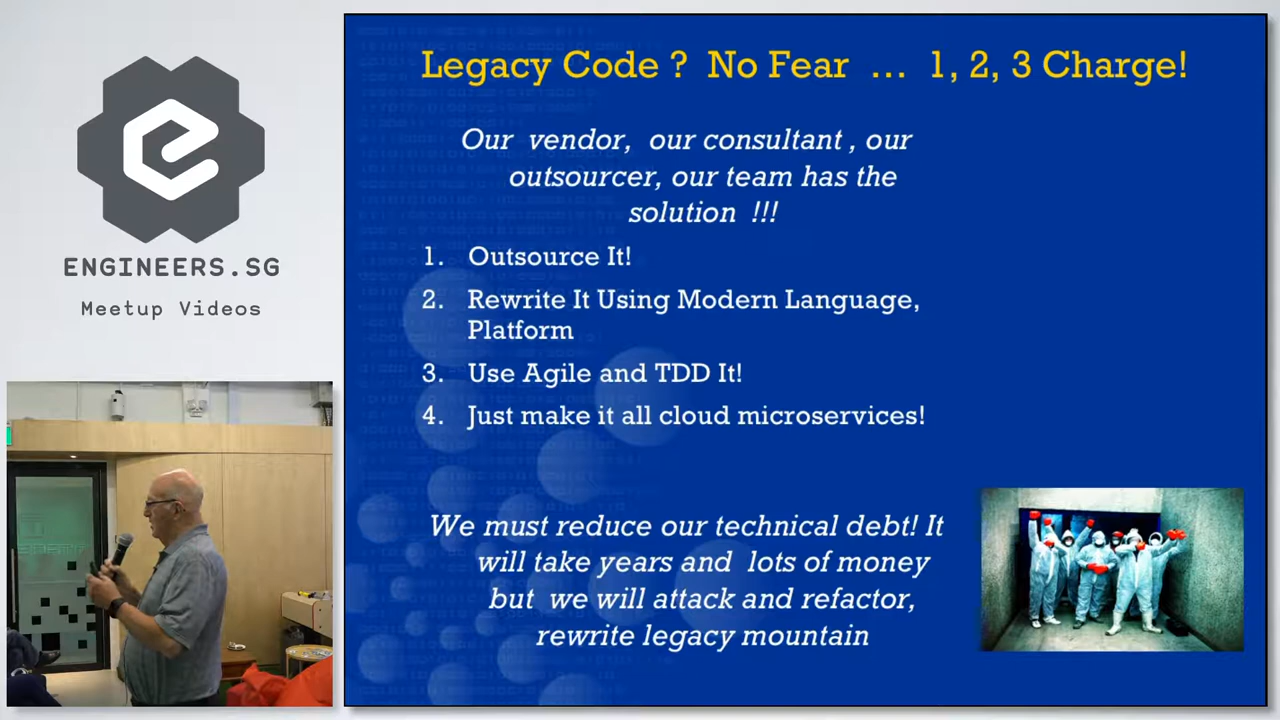 ENGINEERS.SG
Meetup Videos
Legacy Code ? No Fear ... 1, 2, 3 Charge!
Our vendor, our consultant , our
outsourcer, our team has the
solution !!!
1. Outsource It!
2. Rewrite It Using Modern Language,
Platform
3. Use Agile and TDD It!
4. Just make it all cloud microservices!
We must reduce our technical debt! It
will take years and lots of money
but we will attack and refactor,
rewrite legacy mountain